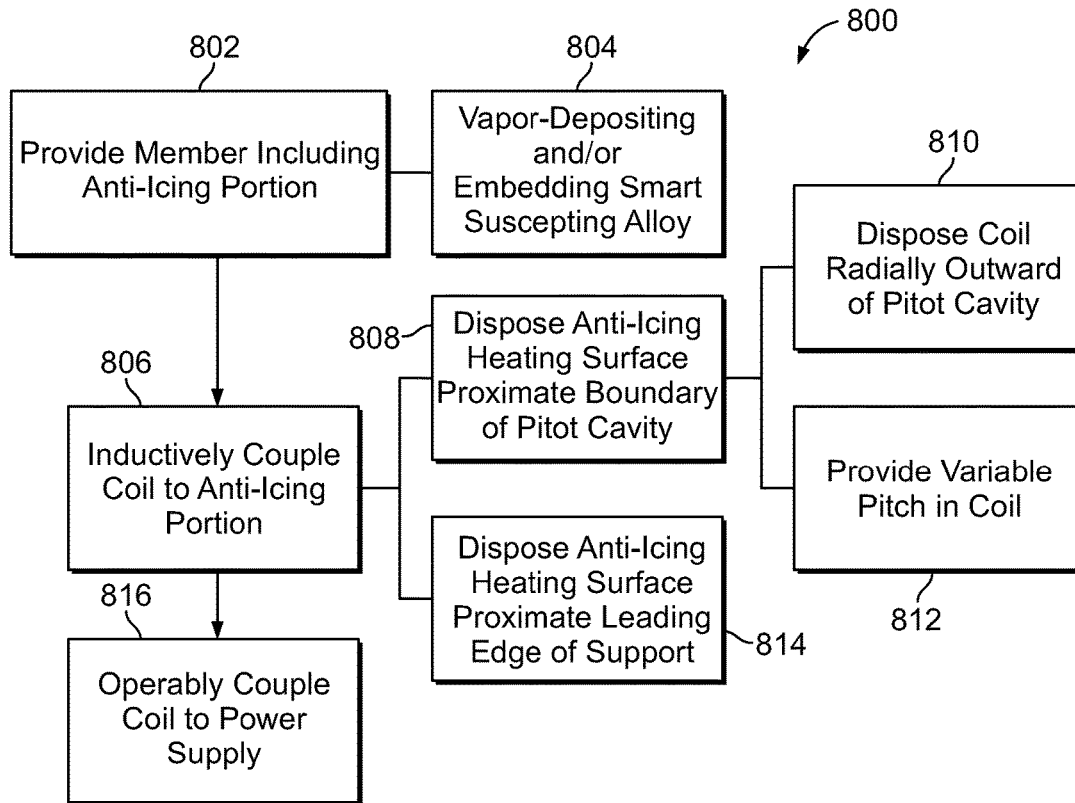 800
802
Provide Member Including
Anti-Icing Portion
804
Vapor-Depositing
and/or
Embedding Smart
Suscepting Alloy
810
Dispose Coil
Radially Outward
of Pitot Cavity
808
Dispose Anti-Icing
Heating Surface
Proximate Boundary
of Pitot Cavity
806
Inductively Couple
Coil to Anti-Icing
Portion
Provide Variable
Pitch in Coil
812
Dispose Anti-Icing
Heating Surface
Proximate Leading
Edge of Support
814
816
Operably Couple
Coil to Power
Supply